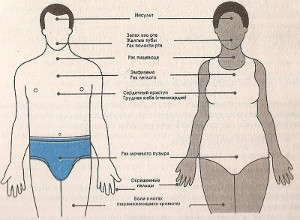 Инсульт
Запах изо рта
Желтые зубы
Рак полости рта
Рак пищевода
Эмфизема
Рак легкого
Сердечный приступ
Грудная жаба (стенокардия)
Рак мочевого пузыря
Окрашенные
пальцы
Боли в ногах